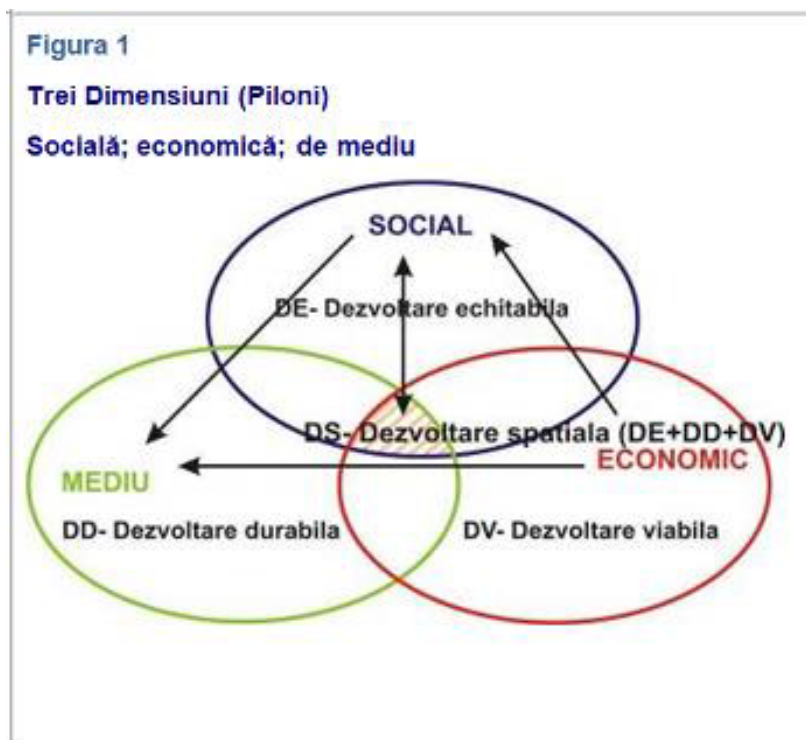 Figura 1
Trei Dimensiuni (Piloni)
Socială; economică; de mediu
SOCIAL
DE- Dezvoltare echitabila
DS- Dezvoltare spatiala (DE+DD+DV)
ECONOMIC
MEDIU
DD- Dezvoltare durabila
DV- Dezvoltare viabila